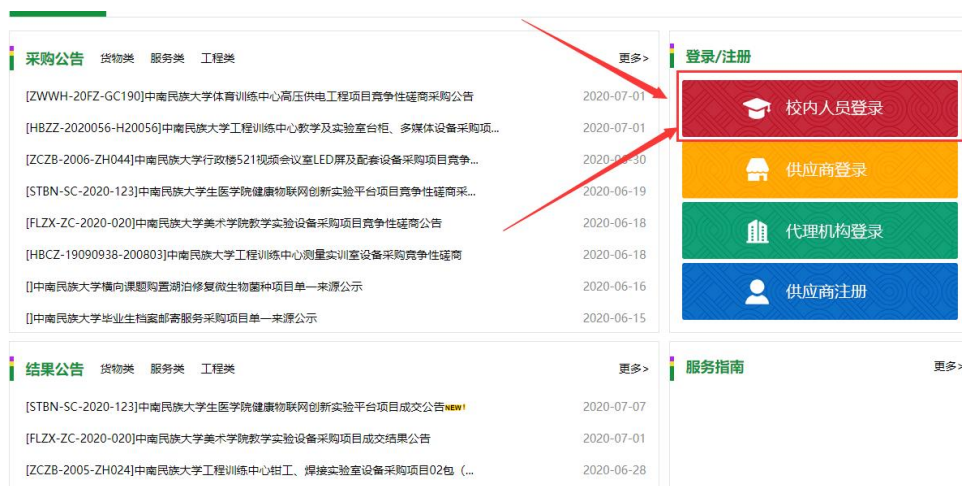 采购公告 货物类 服务类 工程类 更多>
[ZWWH-20FZ-GC190]中南民族大学体育训练中心高压供电工程项目竞争性磋商采购公告 2020-07-01
[HBZZ-2020056-H20056]中南民族大学工程训练中心教学及实验室台柜、多媒体设备采购项... 2020-07-01
[ZCZB-2006-ZH044]中南民族大学行政楼521视频会议室LED屏及配套设备采购项目竞争... 2020-06-30
[STBN-SC-2020-123]中南民族大学生医学院健康物联网创新实验平台项目竞争性磋商采... 2020-06-19
[FLZX-ZC-2020-020]中南民族大学美术学院教学实验设备采购项目竞争性磋商公告 2020-06-18
[HBCZ-19090938-200803]中南民族大学工程训练中心测量实训室设备采购竞争性磋商 2020-06-18
[]中南民族大学横向课题购置湖泊修复微生物菌种项目单一来源公示 2020-06-16
[]中南民族大学毕业生档案邮寄服务采购项目单一来源公示 2020-06-15
登录/注册
校内人员登录
供应商登录
代理机构登录
供应商注册
结果公告 货物类 服务类 工程类 更多>
[STBN-SC-2020-123]中南民族大学生医学院健康物联网创新实验平台项目成交公告 NEW! 2020-07-07
[FLZX-ZC-2020-020]中南民族大学美术学院教学实验设备采购项目成交结果公告 2020-07-01
[ZCZB-2005-ZH024]中南民族大学工程训练中心钳工、焊接实验室设备采购项目02包（... 2020-06-28
服务指南 更多>